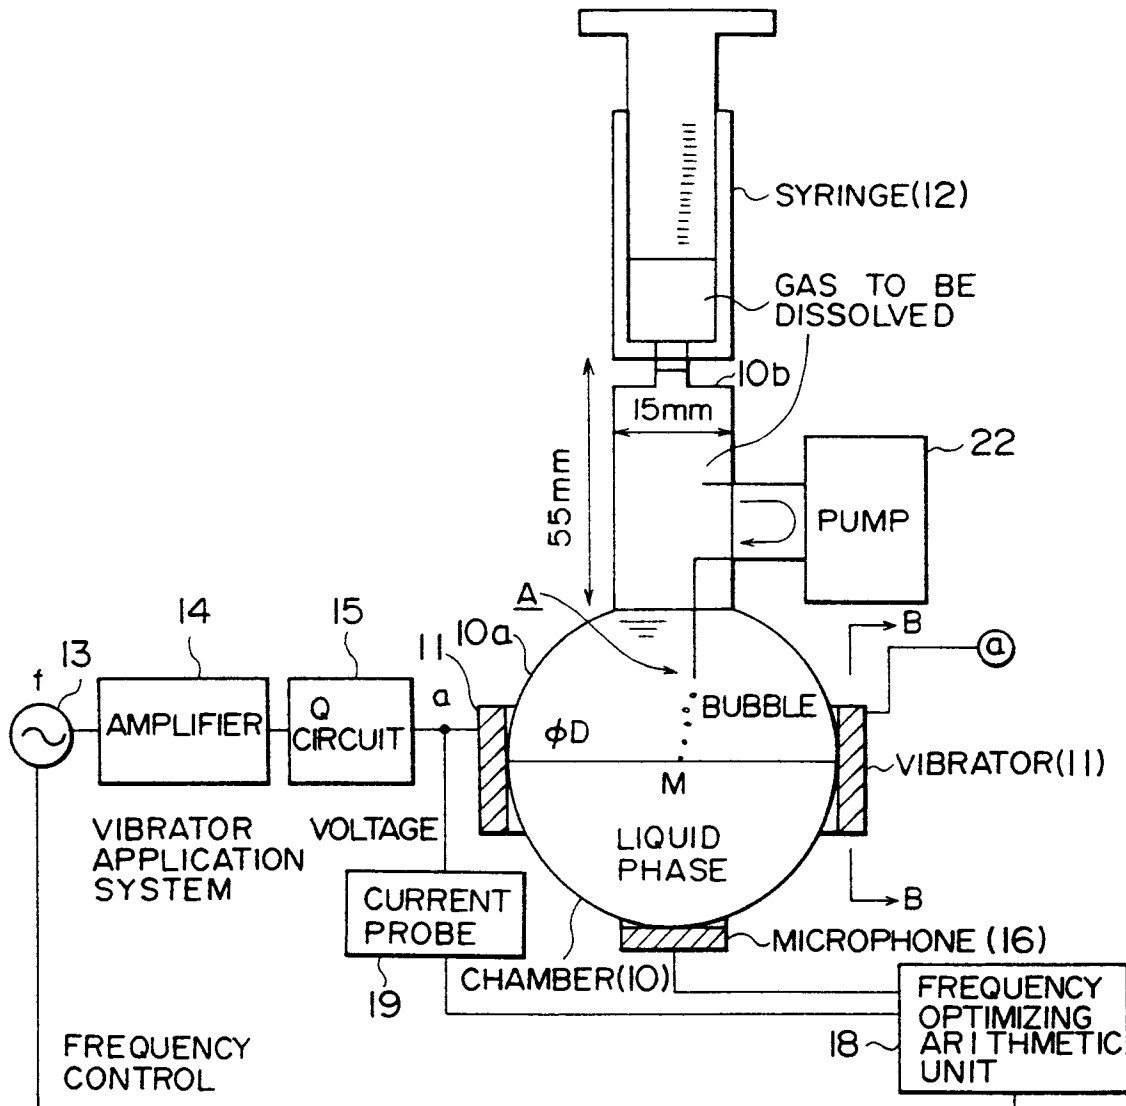 SYRINGE(12)
GAS TO BE
DISSOLVED
10b
15mm
55mm
22
PUMP
A
10a
14
15
11
f
13
a
B
a
AMPLIFIER
Q
CIRCUIT
BUBBLE
φD
M
VIBRATOR(11)
VIBRATOR
APPLICATION
SYSTEM
VOLTAGE
LIQUID
PHASE
CURRENT
PROBE
B
MICROPHONE(16)
CHAMBER(10)
19
FREQUENCY
OPTIMIZING
ARITHMETIC
UNIT
18
FREQUENCY
CONTROL